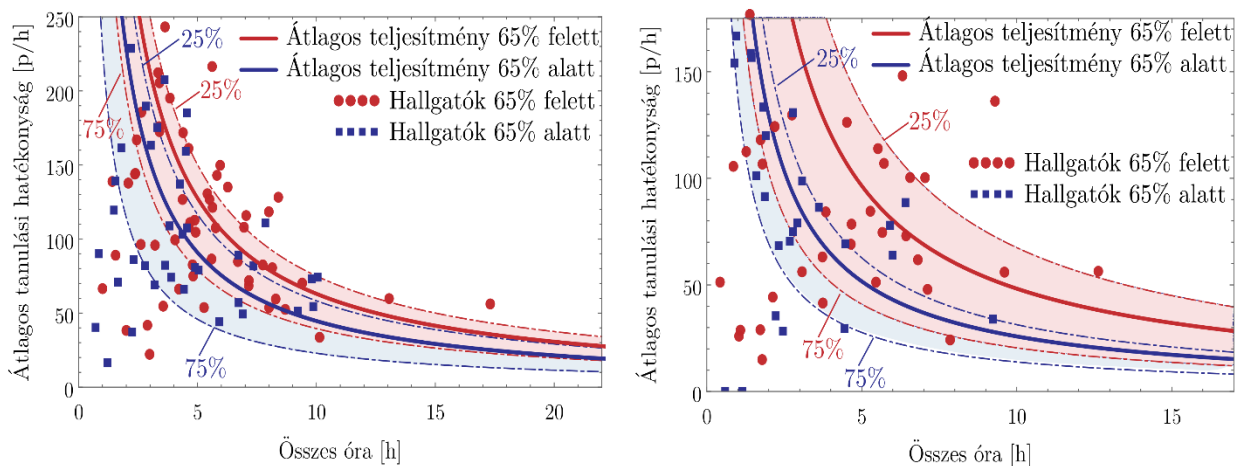 Átlagos tanulási hatékonyság [p/h]
250
200
150
100
50
0
0
5
10
15
20
Összes óra [h]
Átlagos teljesítmény 65% felett
Átlagos teljesítmény 65% alatt
Hallgatók 65% felett
Hallgatók 65% alatt
25%
25%
75%
75%
Átlagos tanulási hatékonyság [p/h]
150
100
50
0
0
5
10
15
Összes óra [h]
Átlagos teljesítmény 65% felett
Átlagos teljesítmény 65% alatt
25%
25%
Hallgatók 65% felett
Hallgatók 65% alatt
75%
75%